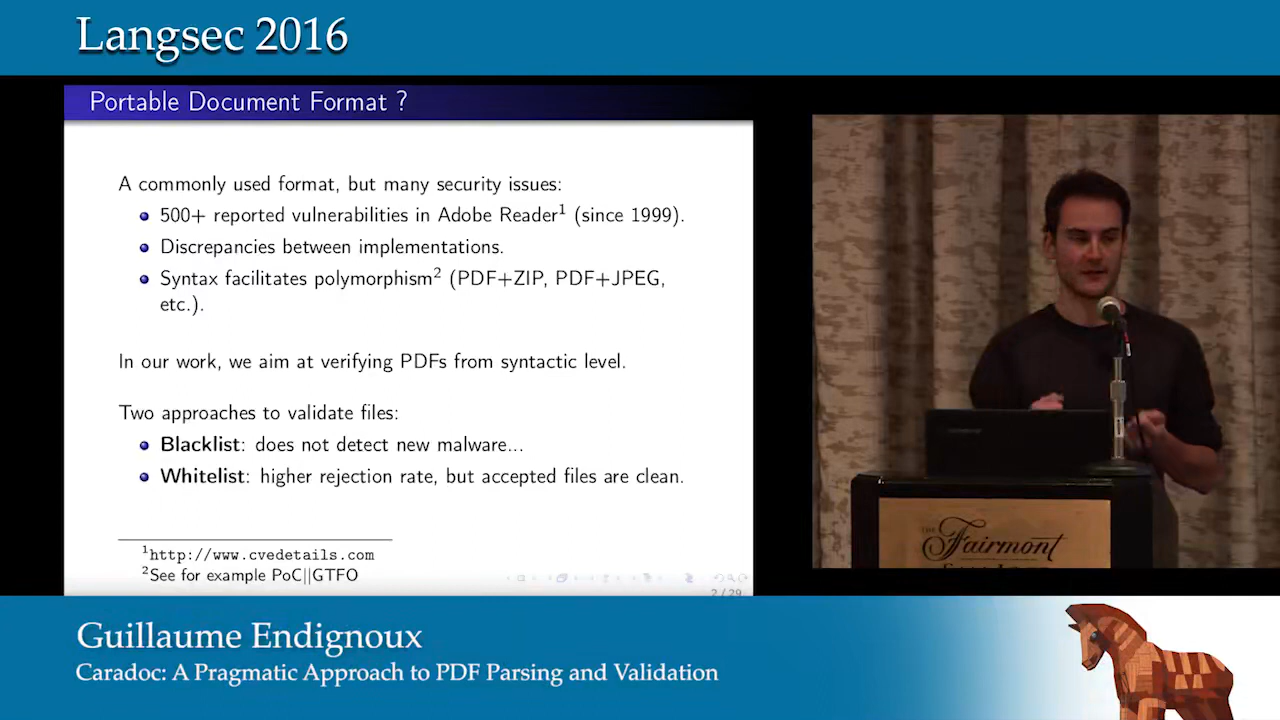 Langsec 2016
Portable Document Format ?
A commonly used format, but many security issues:
500+ reported vulnerabilities in Adobe Reader¹ (since 1999).
Discrepancies between implementations.
Syntax facilitates polymorphism² (PDF+ZIP, PDF+JPEG,
etc.).
In our work, we aim at verifying PDFs from syntactic level.
Two approaches to validate files:
Blacklist: does not detect new malware...
Whitelist: higher rejection rate, but accepted files are clean.
¹http://www.cvedetails.com
²See for example PoC||GTFO
2 / 29
THE
Fairmont
Guillaume Endignoux
Caradoc: A Pragmatic Approach to PDF Parsing and Validation